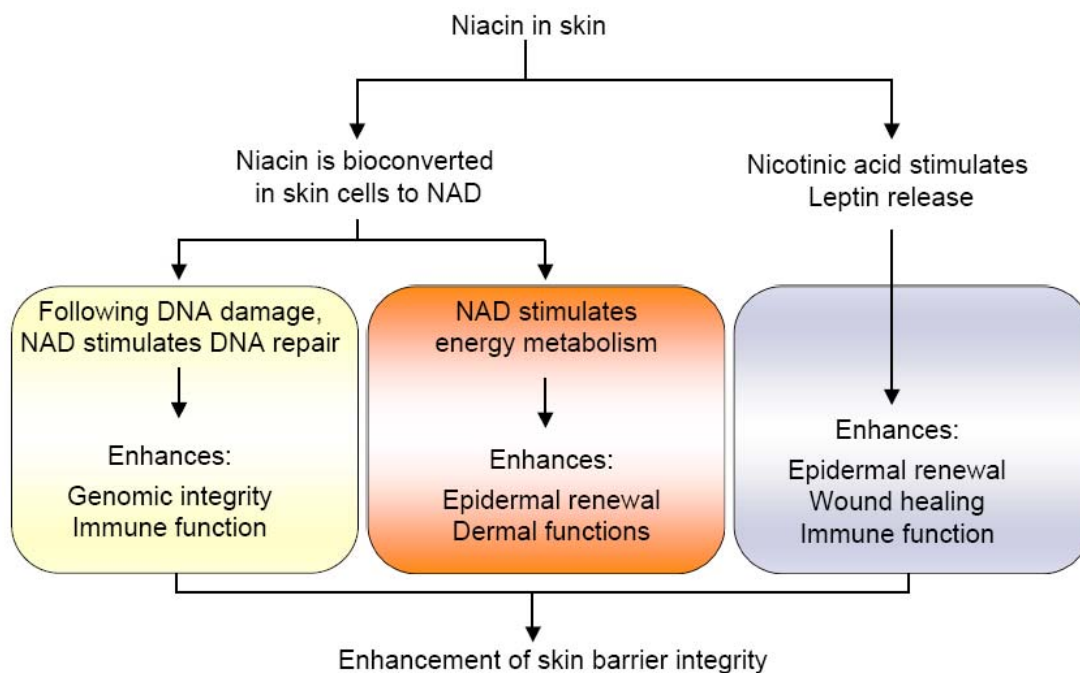 Niacin in skin
Niacin is bioconverted
in skin cells to NAD
Nicotinic acid stimulates
Leptin release
Following DNA damage,
NAD stimulates DNA repair
Enhances:
Genomic integrity
Immune function
NAD stimulates
energy metabolism
Enhances:
Epidermal renewal
Dermal functions
Enhances:
Epidermal renewal
Wound healing
Immune function
Enhancement of skin barrier integrity